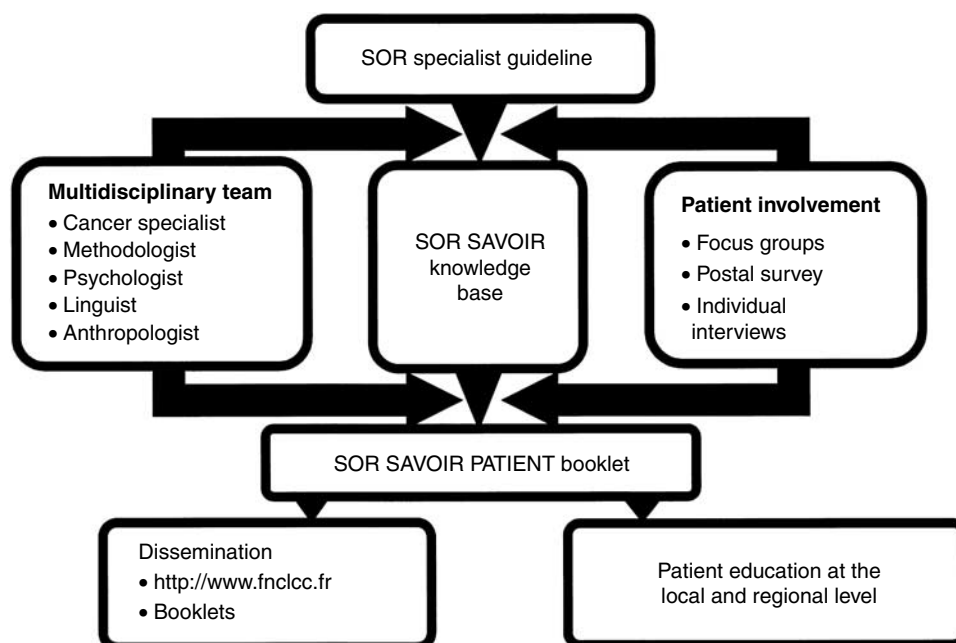 SOR specialist guideline
Multidisciplinary team
• Cancer specialist
• Methodologist
• Psychologist
• Linguist
• Anthropologist
SOR SAVOIR
knowledge
base
Patient involvement
• Focus groups
• Postal survey
• Individual
interviews
SOR SAVOIR PATIENT booklet
Dissemination
• http://www.fnclcc.fr
• Booklets
Patient education at the
local and regional level